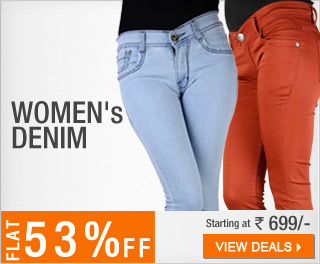 WOMEN's
DENIM
FLAT 53% OFF
Starting at ₹ 699/-
VIEW DEALS